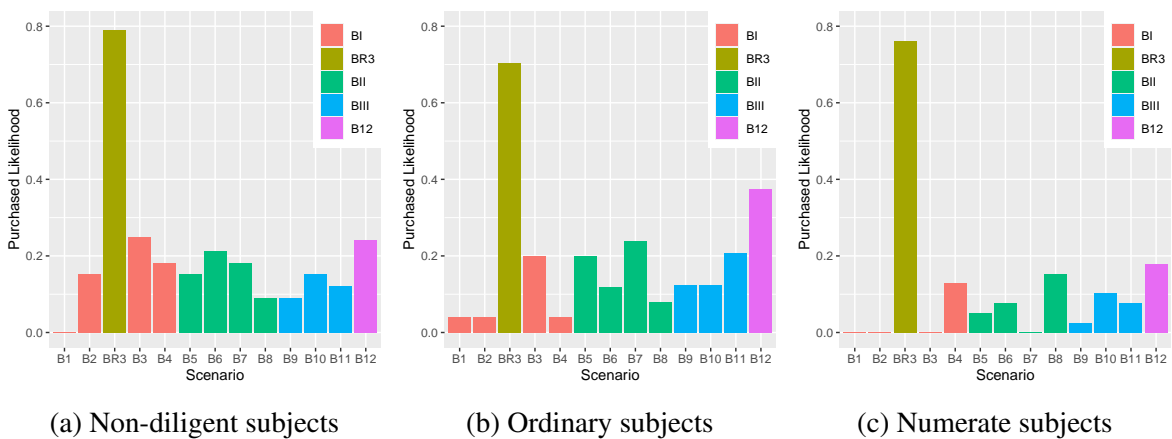 0.8
0.6
0.4
0.2
0.0
Purchased Likelihood
BI
BR3
BII
BIII
B12
B1 B2 BR3 B3 B4 B5 B6 B7 B8 B9 B10 B11 B12
Scenario
(a) Non-diligent subjects
0.8
0.6
0.4
0.2
0.0
Purchased Likelihood
BI
BR3
BII
BIII
B12
B1 B2 BR3 B3 B4 B5 B6 B7 B8 B9 B10 B11 B12
Scenario
(b) Ordinary subjects
0.8
0.6
0.4
0.2
0.0
Purchased Likelihood
BI
BR3
BII
BIII
B12
B1 B2 BR3 B3 B4 B5 B6 B7 B8 B9 B10 B11 B12
Scenario
(c) Numerate subjects